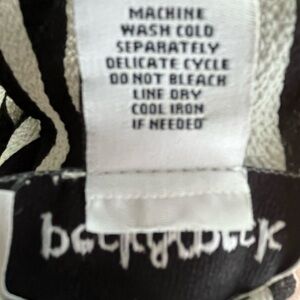 MACHINE
WASH COLD
SEPARATELY
DELICATE CYCLE
DO NOT BLEACH
LINE DRY
COOL IRON
IF NEEDED